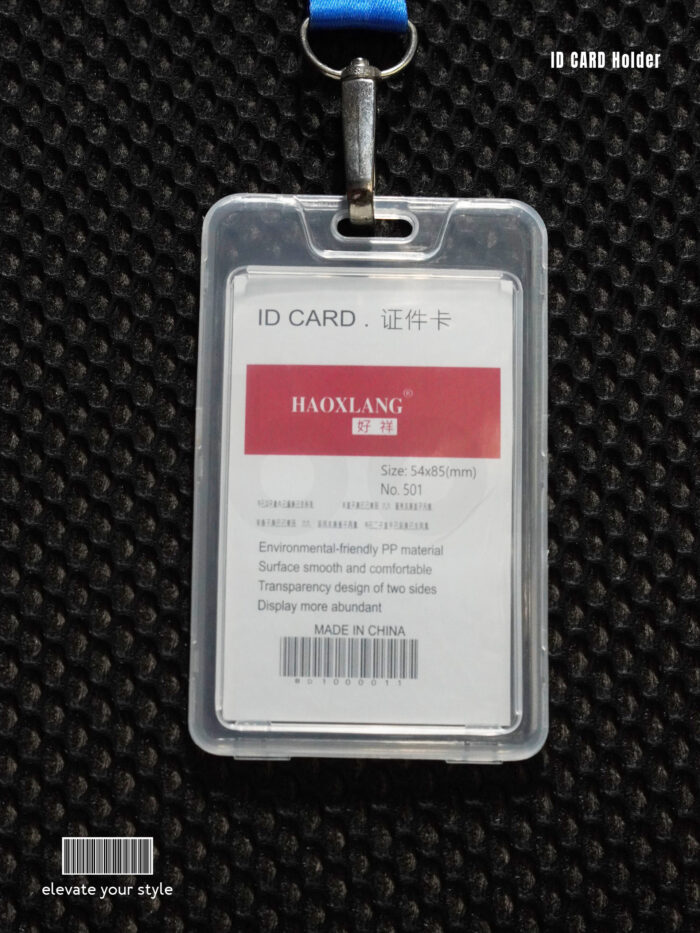 ID CARD Holder
ID CARD . 证件卡
HAOXLANG®
好 祥
Size: 54x85(mm)
No. 501
Environmental-friendly PP material
Surface smooth and comfortable
Transparency design of two sides
Display more abundant
MADE IN CHINA
elevate your style